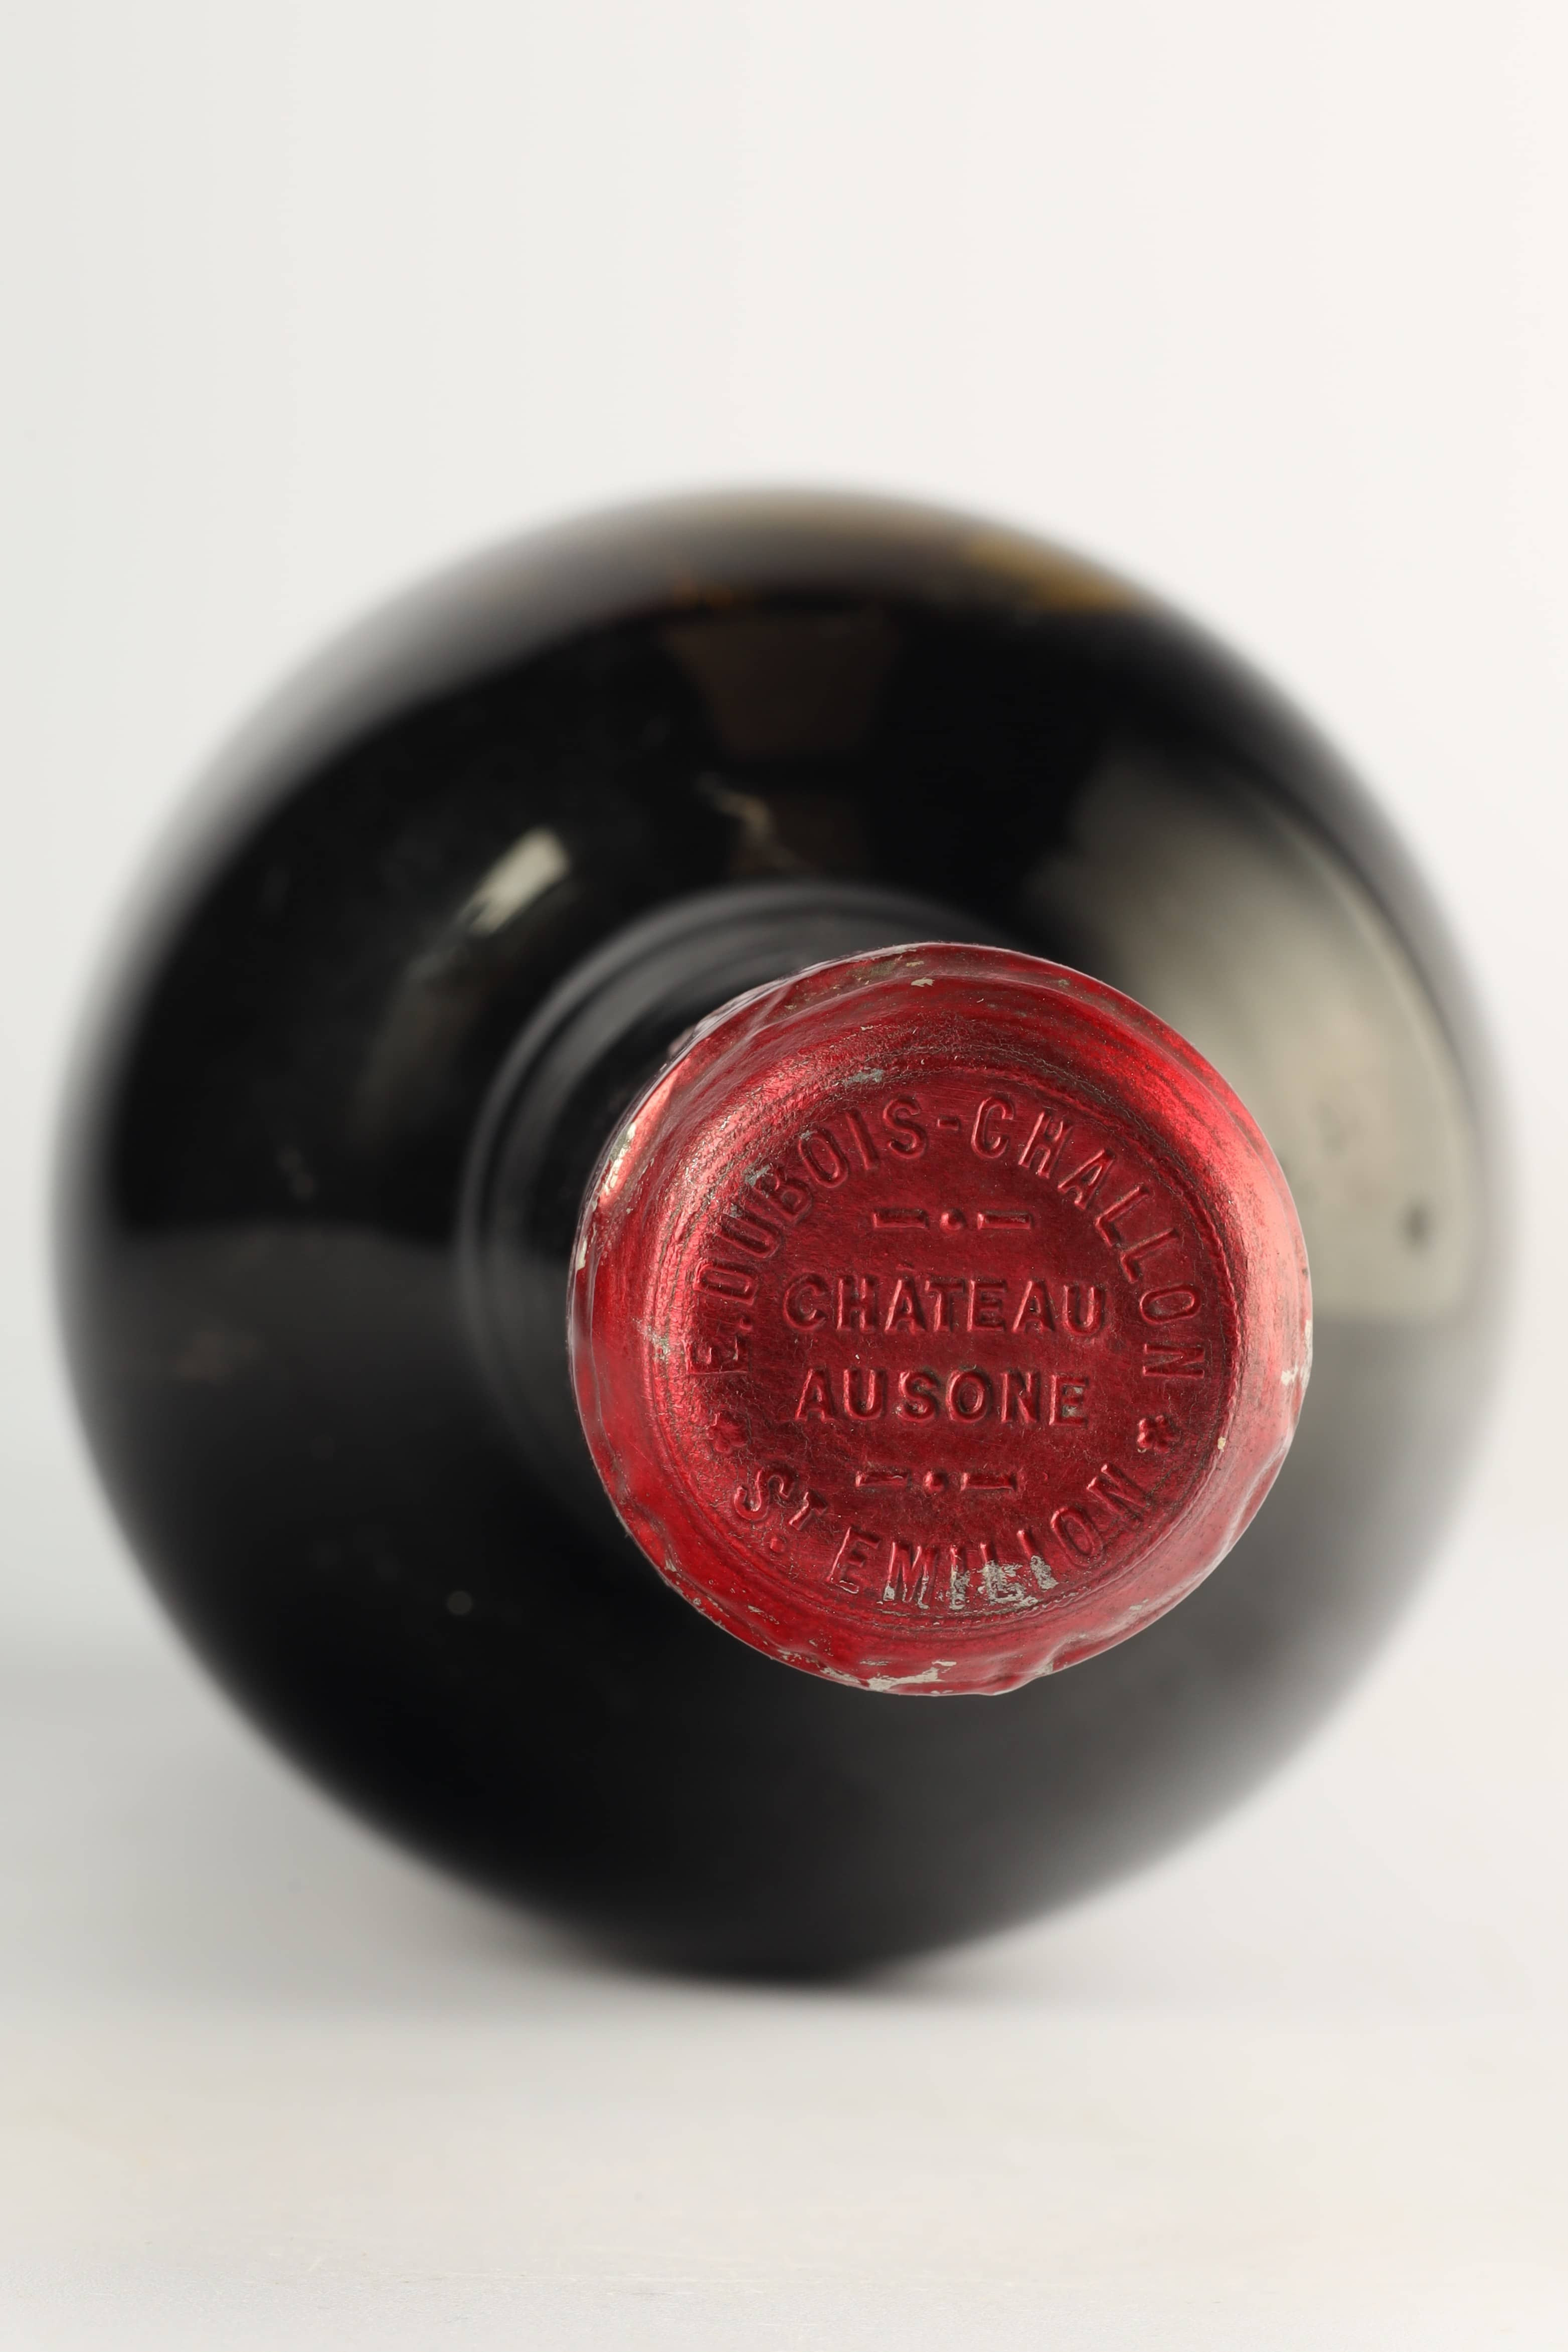 E. DUBOIS-CHALLON
CHATEAU
AUSONE
* ST. EMILION *